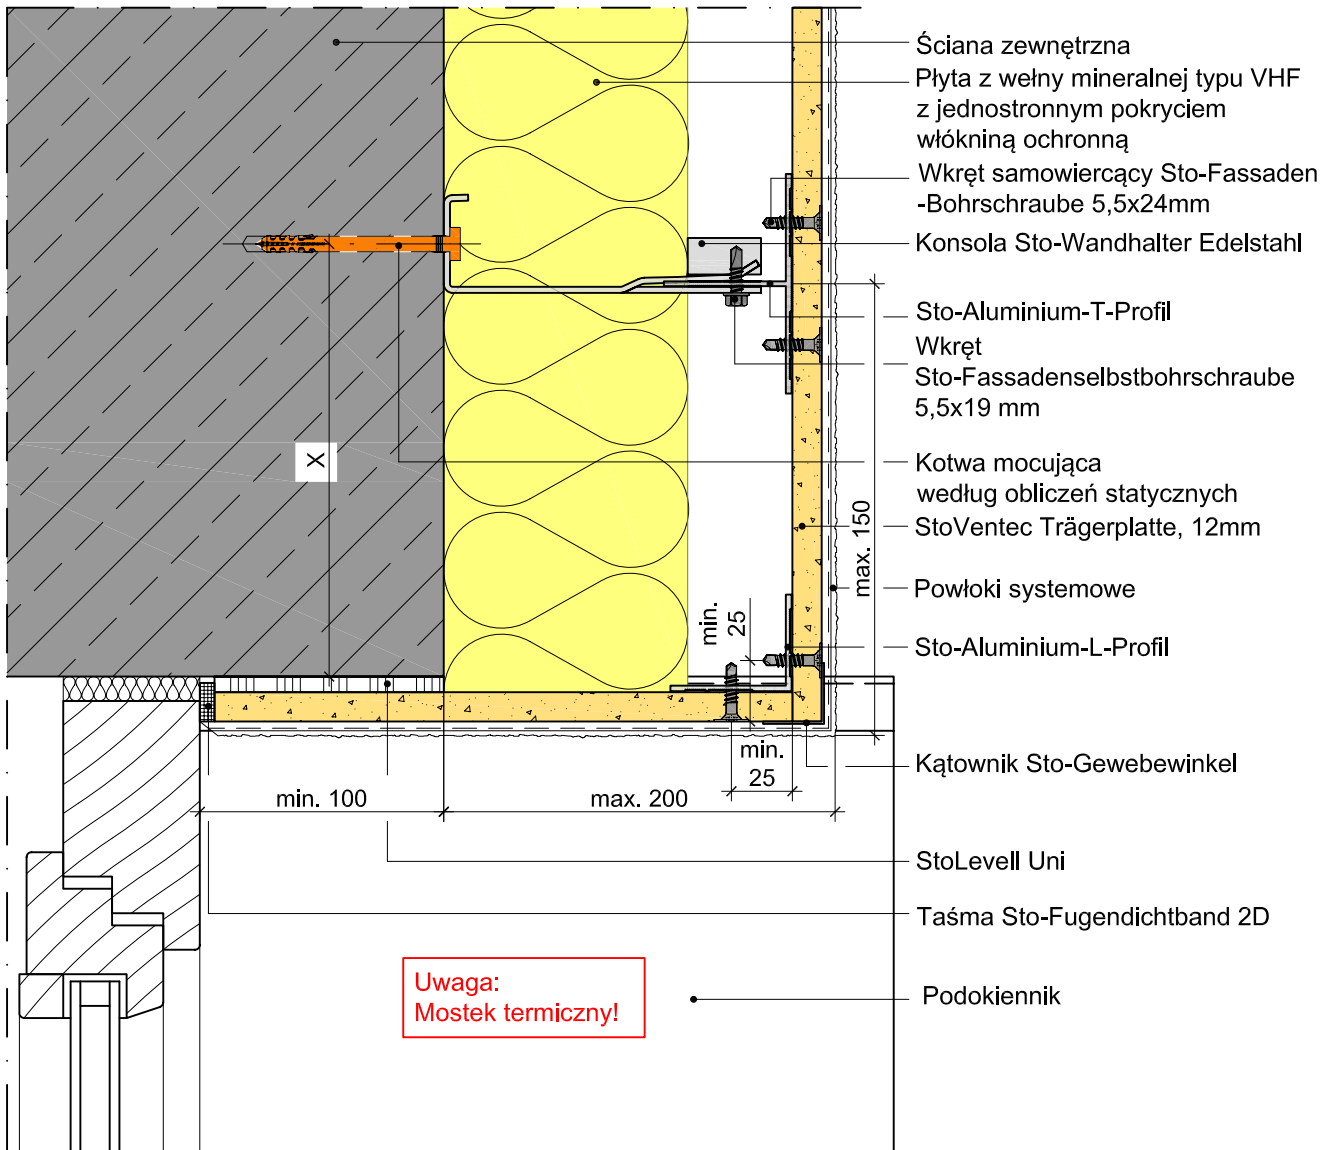 Ściana zewnętrzna
Płyta z wełny mineralnej typu VHF
z jednostronnym pokryciem
włókniną ochronną
Wkręt samowiercący Sto-Fassaden
-Bohrschraube 5,5x24mm
Konsola Sto-Wandhalter Edelstahl
Sto-Aluminium-T-Profil
Wkręt
Sto-Fassadenselbstbohrschraube
5,5x19 mm
Kotwa mocująca
według obliczeń statycznych
StoVentec Trägerplatte, 12mm
Powłoki systemowe
Sto-Aluminium-L-Profil
Kątownik Sto-Gewebewinkel
StoLevell Uni
Taśma Sto-Fugendichtband 2D
Podokiennik
X
max. 150
min.
25
min.
25
min. 100
max. 200
Uwaga:
Mostek termiczny!